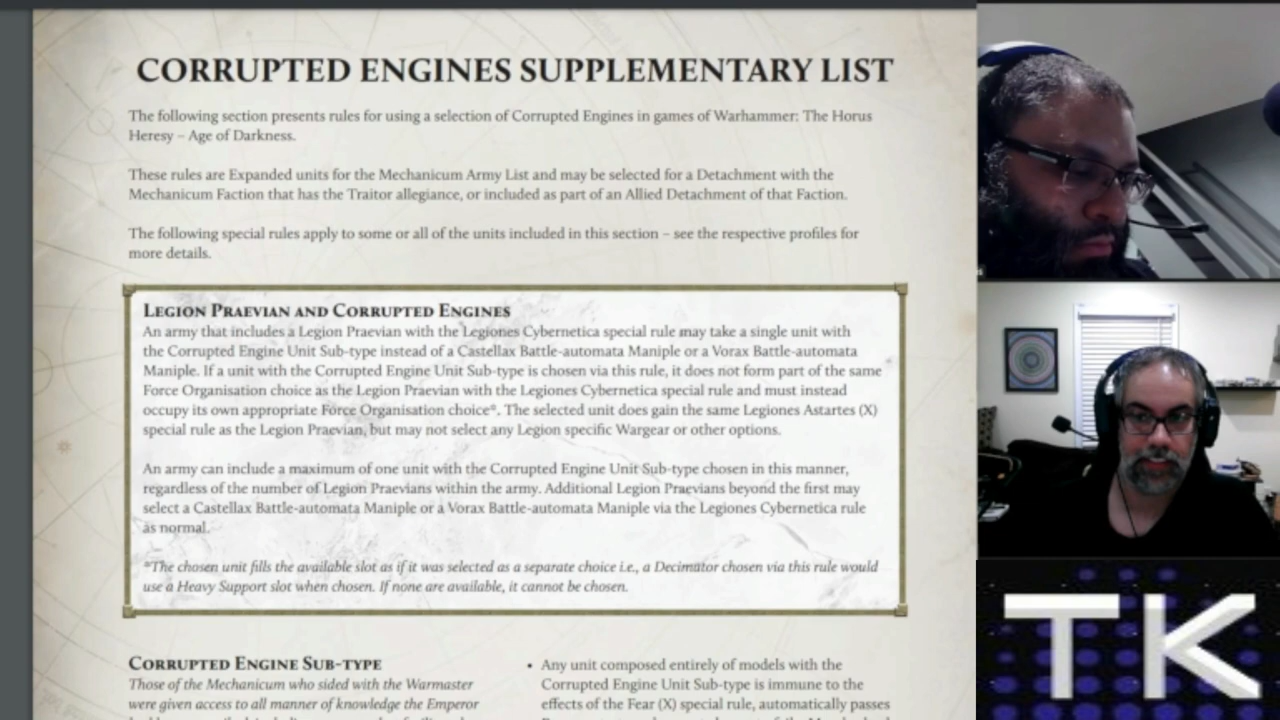 CORRUPTED ENGINES SUPPLEMENTARY LIST
The following section presents rules for using a selection of Corrupted Engines in games of Warhammer: The Horus
Heresy – Age of Darkness.
These rules are Expanded units for the Mechanicum Army List and may be selected for a Detachment with the
Mechanicum Faction that has the Traitor allegiance, or included as part of an Allied Detachment of that Faction.
The following special rules apply to some or all of the units included in this section – see the respective profiles for
more details.
LEGION PRAEVIAN AND CORRUPTED ENGINES
An army that includes a Legion Praevian with the Legiones Cybernetica special rule may take a single unit with
the Corrupted Engine Unit Sub-type instead of a Castellax Battle-automata Maniple or a Vorax Battle-automata
Maniple. If a unit with the Corrupted Engine Unit Sub-type is chosen via this rule, it does not form part of the same
Force Organisation choice as the Legion Praevian with the Legiones Cybernetica special rule and must instead
occupy its own appropriate Force Organisation choice*. The selected unit does gain the same Legiones Astartes (X)
special rule as the Legion Praevian, but may not select any Legion specific Wargear or other options.
An army can include a maximum of one unit with the Corrupted Engine Unit Sub-type chosen in this manner,
regardless of the number of Legion Praevians within the army. Additional Legion Praevians beyond the first may
select a Castellax Battle-automata Maniple or a Vorax Battle-automata Maniple via the Legiones Cybernetica rule
as normal.
*The chosen unit fills the available slot as if it was selected as a separate choice i.e., a Decimator chosen via this rule would
use a Heavy Support slot when chosen. If none are available, it cannot be chosen.
CORRUPTED ENGINE SUB-TYPE
Those of the Mechanicum who sided with the Warmaster
were given access to all manner of knowledge the Emperor
• Any unit composed entirely of models with the
Corrupted Engine Unit Sub-type is immune to the
effects of the Fear (X) special rule, automatically passes
TK